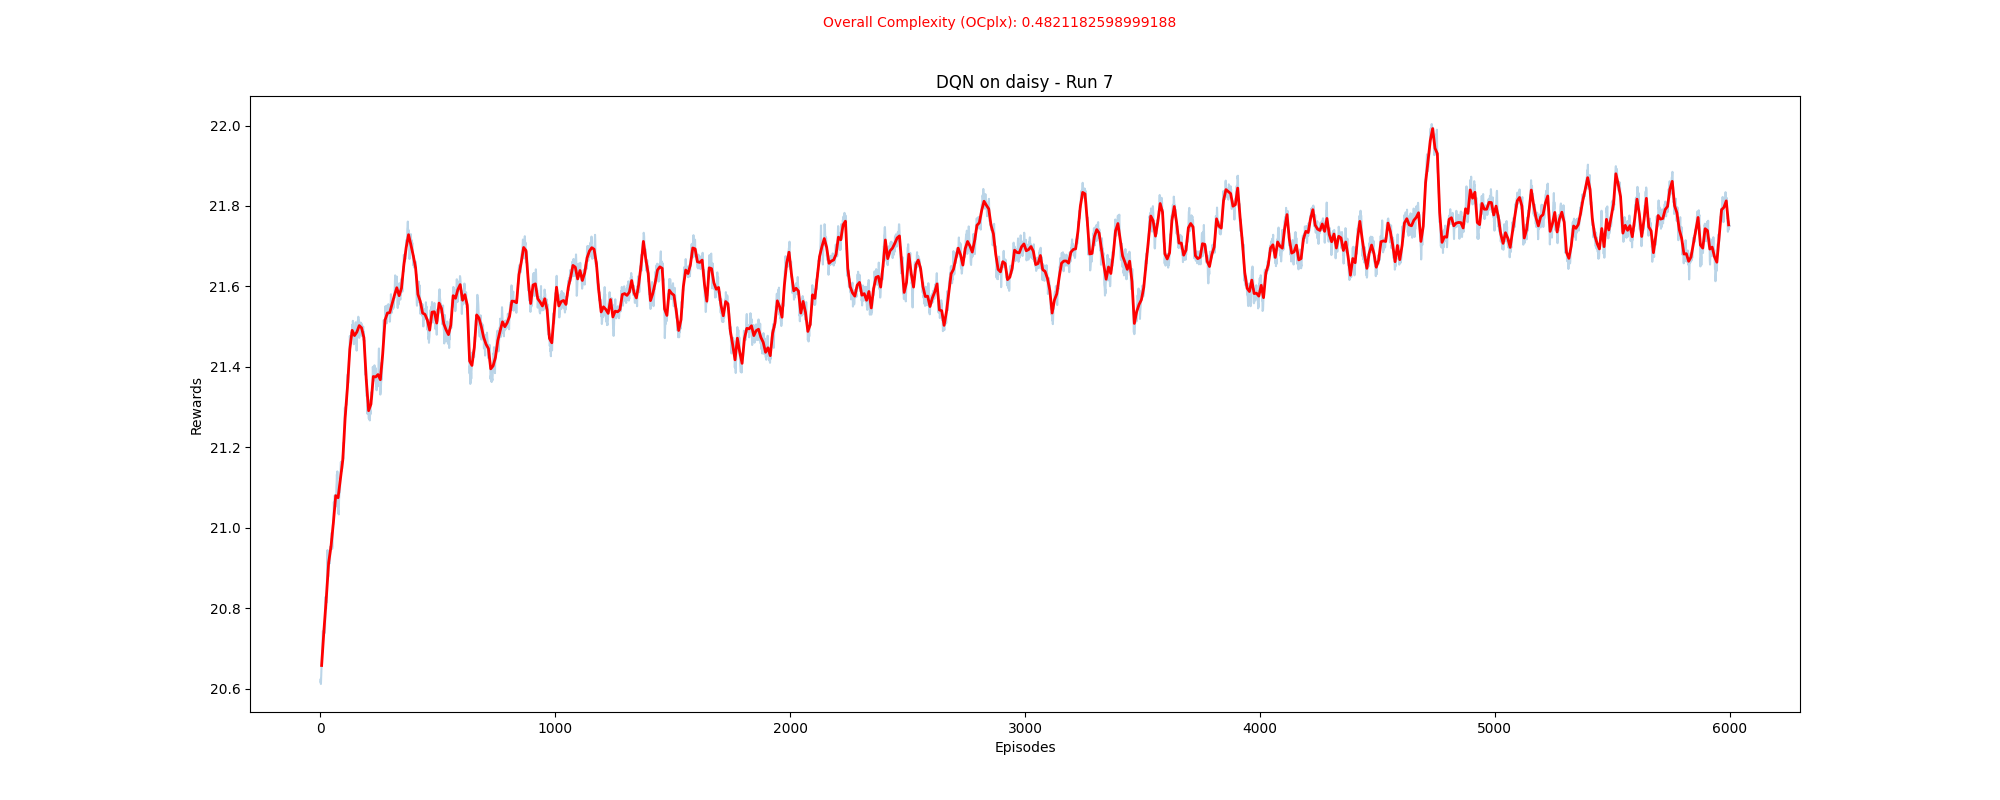 Overall Complexity (OCplx): 0.4821182598999188
DQN on daisy - Run 7
22.0
21.8
21.6
21.4
21.2
21.0
20.8
20.6
Rewards
0 1000 2000 3000 4000 5000 6000
Episodes